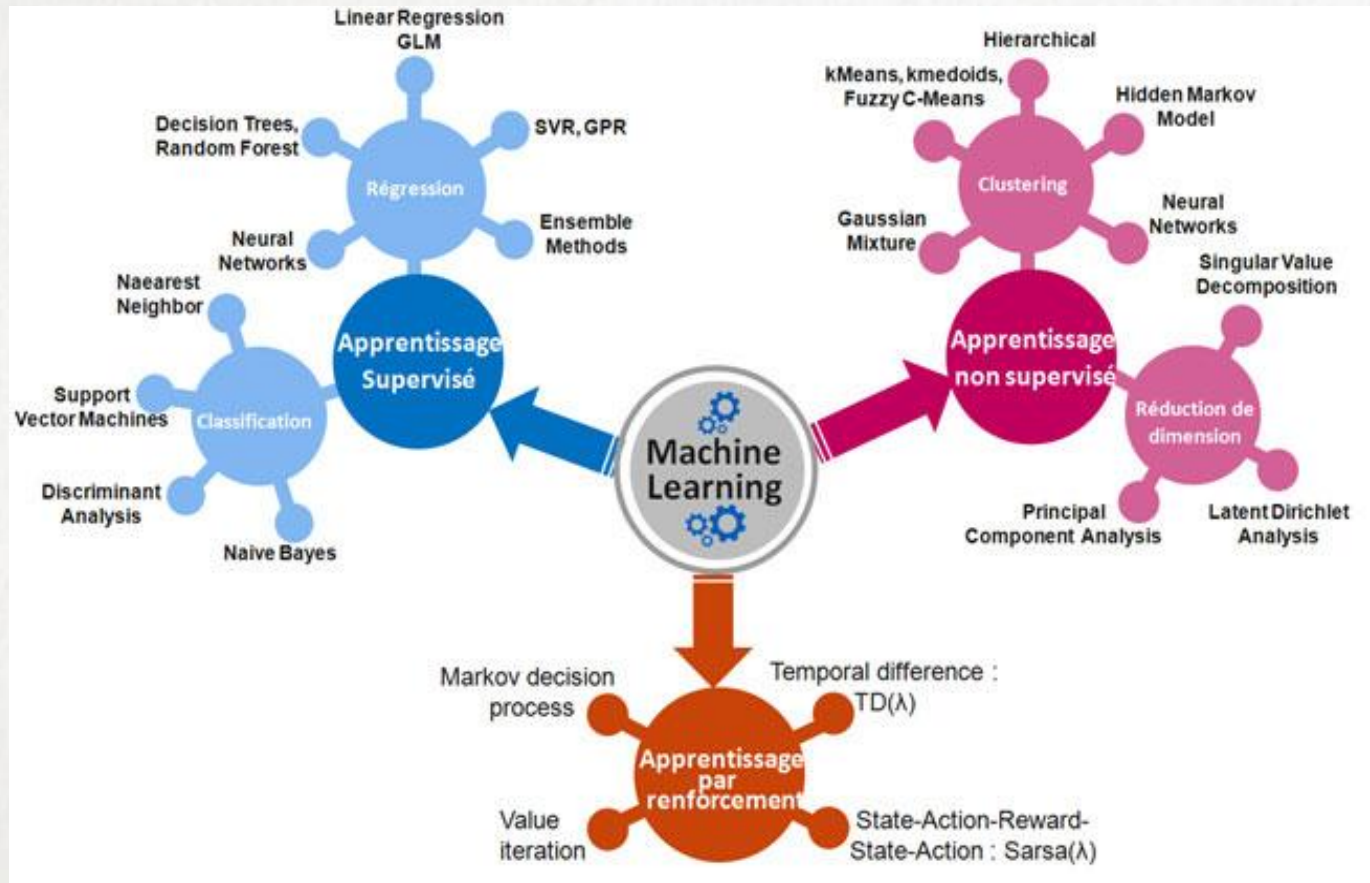 Linear Regression
GLM
Decision Trees,
Random Forest
SVR, GPR
Régression
Neural
Networks
Ensemble
Methods
Naearest
Neighbor
Apprentissage
Supervisé
Support
Vector Machines
Classification
Discriminant
Analysis
Naive Bayes
Machine
Learning
Hierarchical
kMeans, kmedoids,
Fuzzy C-Means
Hidden Markov
Model
Clustering
Gaussian
Mixture
Neural
Networks
Apprentissage
non supervisé
Singular Value
Decomposition
Réduction de
dimension
Principal
Component Analysis
Latent Dirichlet
Analysis
Markov decision
process
Temporal difference :
TD(λ)
Apprentissage
par
renforcement
Value
iteration
State-Action-Reward-
State-Action : Sarsa(λ)